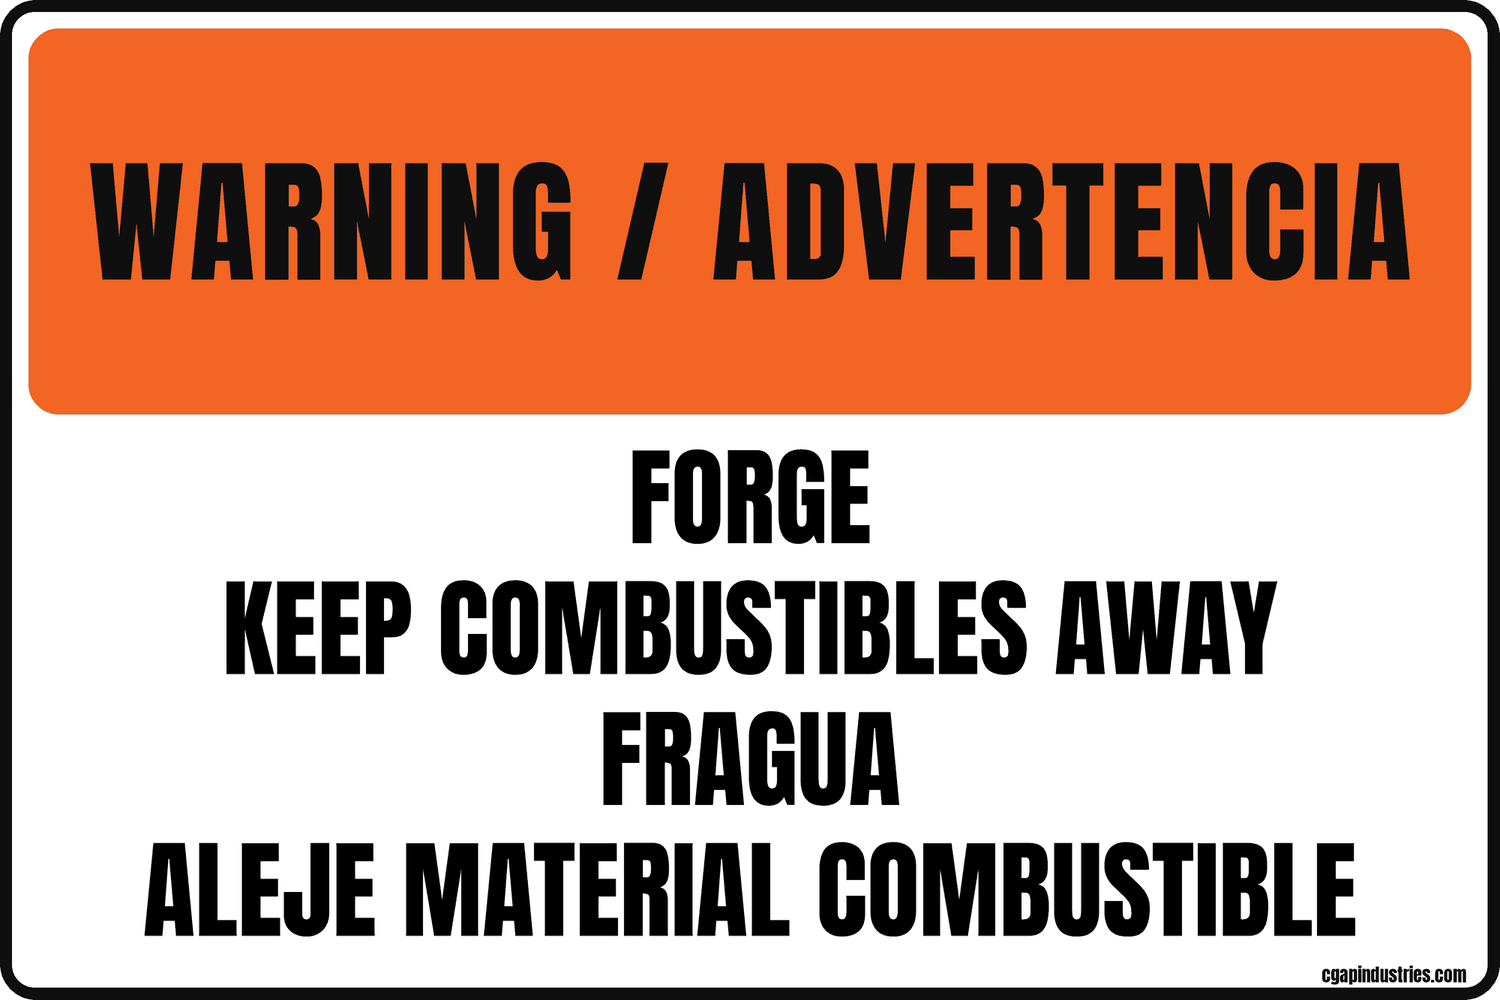 WARNING / ADVERTENCIA
FORGE
KEEP COMBUSTIBLES AWAY
FRAGUA
ALEJE MATERIAL COMBUSTIBLE
cgapindustries.com